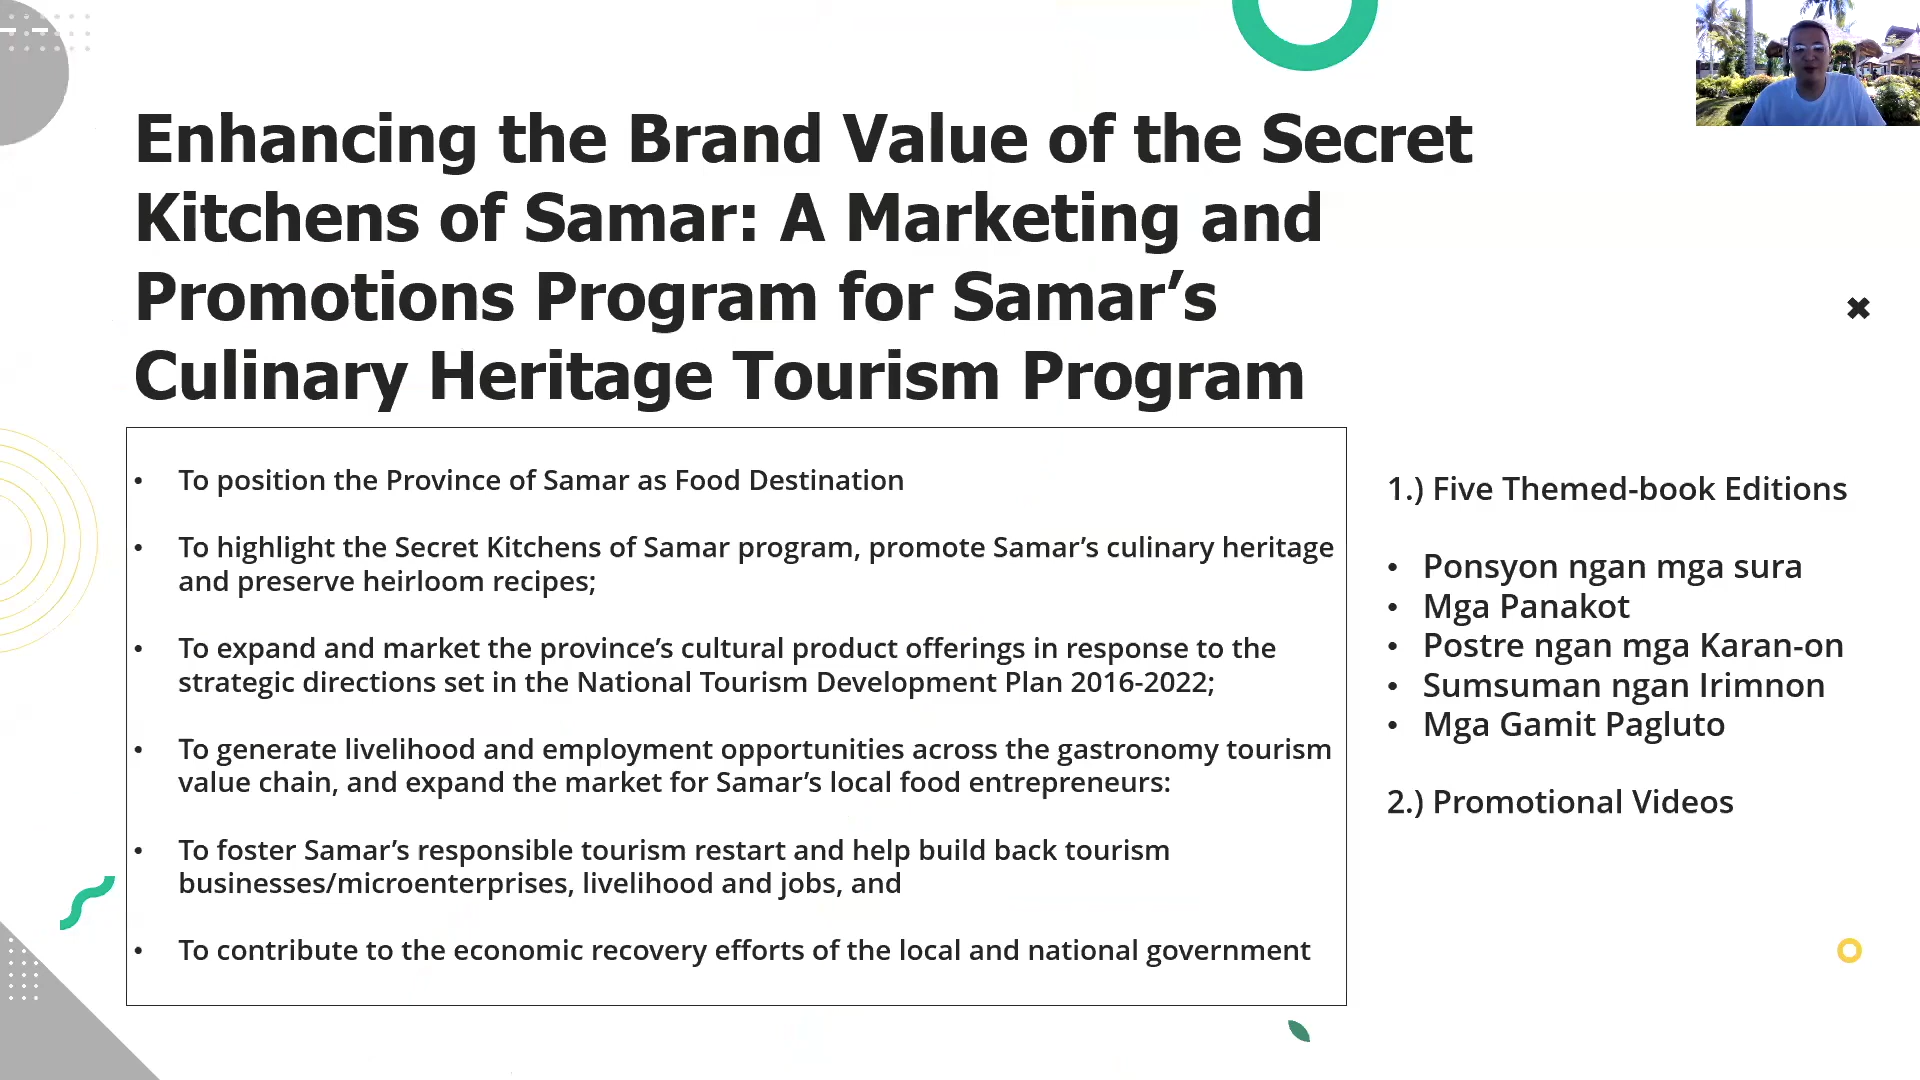 Enhancing the Brand Value of the Secret
Kitchens of Samar: A Marketing and
Promotions Program for Samar’s
Culinary Heritage Tourism Program
• To position the Province of Samar as Food Destination
• To highlight the Secret Kitchens of Samar program, promote Samar’s culinary heritage
and preserve heirloom recipes;
• To expand and market the province’s cultural product offerings in response to the
strategic directions set in the National Tourism Development Plan 2016-2022;
• To generate livelihood and employment opportunities across the gastronomy tourism
value chain, and expand the market for Samar’s local food entrepreneurs:
• To foster Samar’s responsible tourism restart and help build back tourism
businesses/microenterprises, livelihood and jobs, and
• To contribute to the economic recovery efforts of the local and national government
1.) Five Themed-book Editions
• Ponsyon ngan mga sura
• Mga Panakot
• Postre ngan mga Karan-on
• Sumsuman ngan Irimnon
• Mga Gamit Pagluto
2.) Promotional Videos